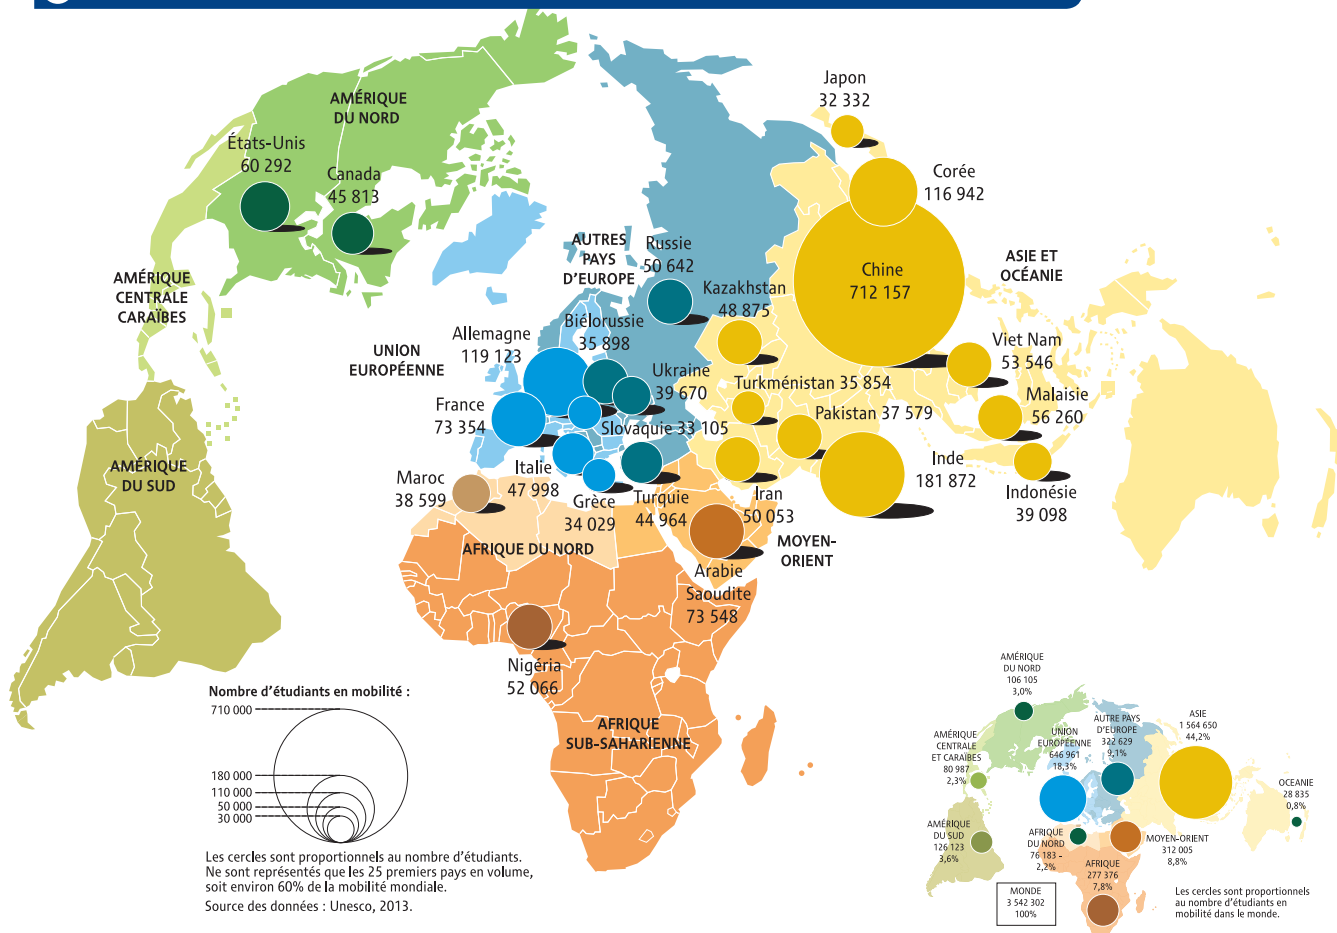 AMÉRIQUE
DU NORD
États-Unis
60 292
Canada
45 813
AMÉRIQUE
CENTRALE
CARAÏBES
AMÉRIQUE
DU SUD
UNION
EUROPÉENNE
AUTRES
PAYS
D'EUROPE
Russie
50 642
Biélorussie
35 898
Allemagne
119 123
Ukraine
39 670
France
73 354
Slovaquie 33 105
Italie
47 998
Grèce
34 029
Turquie
44 964
Maroc
38 599
AFRIQUE DU NORD
Japon
32 332
Corée
116 942
Chine
712 157
ASIE ET
OCÉANIE
Kazakhstan
48 875
Turkménistan 35 854
Pakistan 37 579
Viet Nam
53 546
Malaisie
56 260
Inde
181 872
Indonésie
39 098
Iran
50 053
MOYEN-
ORIENT
Arabie
Saoudite
73 548
Nigéria
52 066
AFRIQUE
SUB-SAHARIENNE
Nombre d'étudiants en mobilité :
710 000
180 000
110 000
50 000
30 000
Les cercles sont proportionnels au nombre d'étudiants.
Ne sont représentés que les 25 premiers pays en volume,
soit environ 60% de la mobilité mondiale.
Source des données : Unesco, 2013.
AMÉRIQUE
DU NORD
106 105
3,0%
AMÉRIQUE
CENTRALE
ET CARAÏBES
80 987
2,3%
UNION
EUROPÉENNE
646 961
18,3%
AUTRE PAYS
D'EUROPE
322 629
9,1%
ASIE
1 564 650
44,2%
OCEANIE
28 835
0,8%
AMÉRIQUE
DU SUD
126 123
3,6%
AFRIQUE
DU NORD
76 183 -
2,2%
MOYEN-ORIENT
312 005
8,8%
AFRIQUE
277 376
7,8%
MONDE
3 542 302
100%
Les cercles sont proportionnels
au nombre d'étudiants en
mobilité dans le monde.